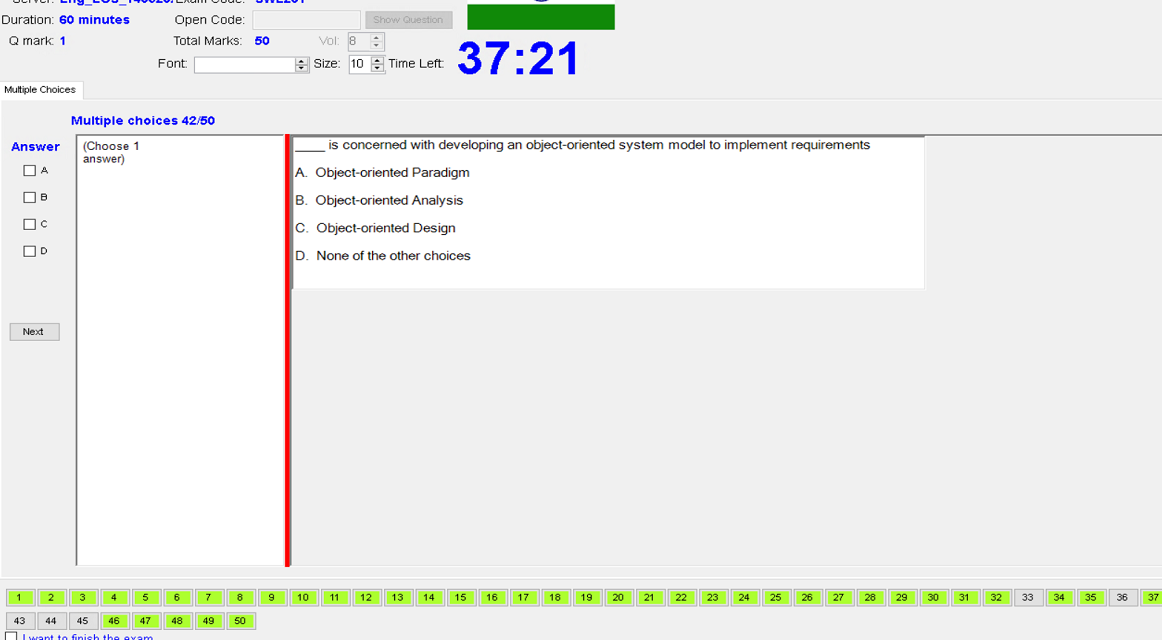 Duration: 60 minutes Open Code: Show Question
Q mark: 1 Total Marks: 50 Vol: 8
37:21
Font: Size: 10 Time Left:
Multiple Choices
Multiple choices 42/50
Answer
(Choose 1
answer)
____ is concerned with developing an object-oriented system model to implement requirements
A. Object-oriented Paradigm
B. Object-oriented Analysis
C. Object-oriented Design
D. None of the other choices
A
B
C
D
Next
1 2 3 4 5 6 7 8 9 10 11 12 13 14 15 16 17 18 19 20 21 22 23 24 25 26 27 28 29 30 31 32 33 34 35 36 37
43 44 45 46 47 48 49 50
I want to finish the exam